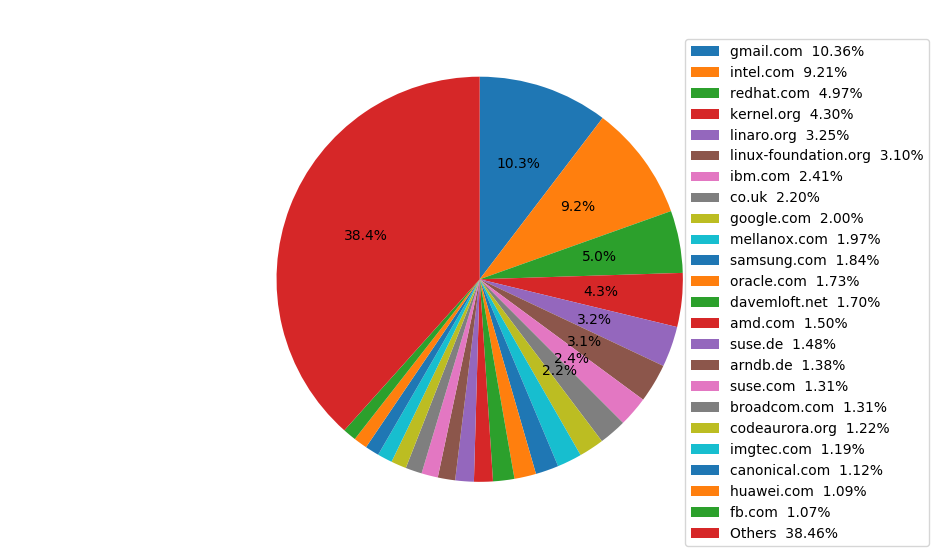 10.3%
9.2%
5.0%
4.3%
3.2%
3.1%
2.4%
2.2%
38.4%
gmail.com 10.36%
intel.com 9.21%
redhat.com 4.97%
kernel.org 4.30%
linaro.org 3.25%
linux-foundation.org 3.10%
ibm.com 2.41%
co.uk 2.20%
google.com 2.00%
mellanox.com 1.97%
samsung.com 1.84%
oracle.com 1.73%
davemloft.net 1.70%
amd.com 1.50%
suse.de 1.48%
arndb.de 1.38%
suse.com 1.31%
broadcom.com 1.31%
codeaurora.org 1.22%
imgtec.com 1.19%
canonical.com 1.12%
huawei.com 1.09%
fb.com 1.07%
Others 38.46%